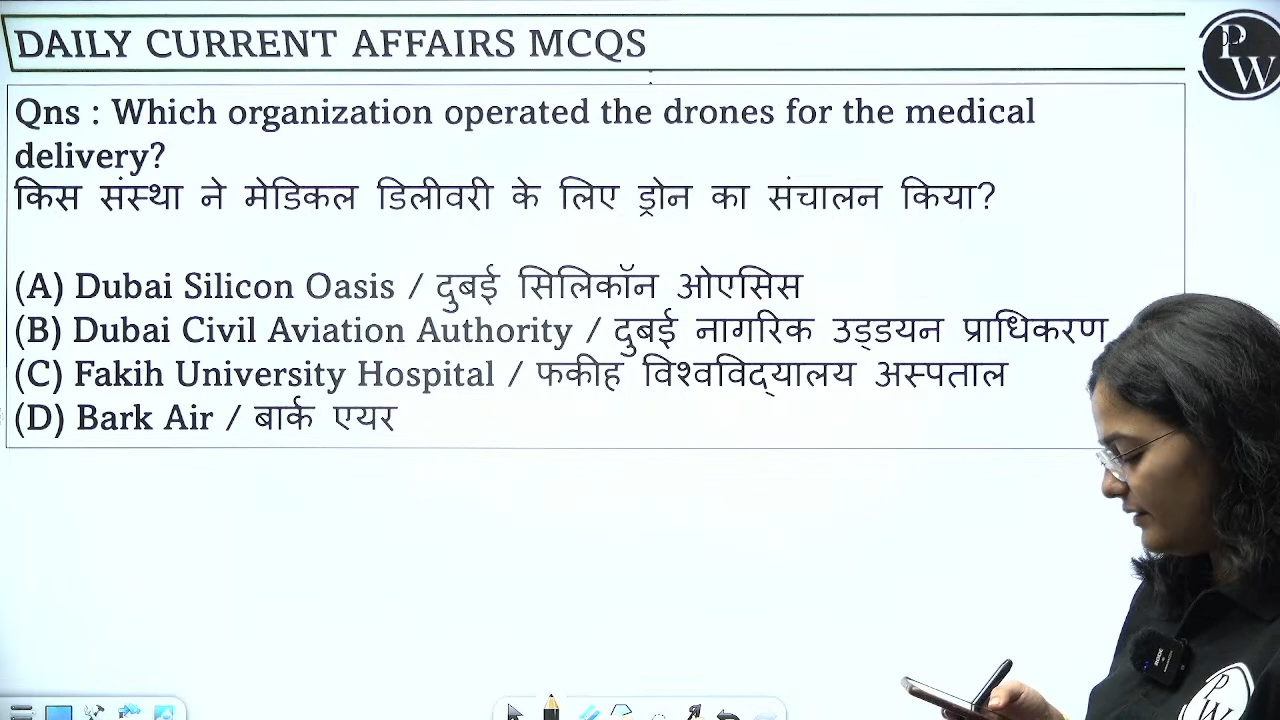 DAILY CURRENT AFFAIRS MCQS
PW
Qns : Which organization operated the drones for the medical
delivery?
किस संस्था ने मेडिकल डिलीवरी के लिए ड्रोन का संचालन किया?
(A) Dubai Silicon Oasis / दुबई सिलिकॉन ओएसिस
(B) Dubai Civil Aviation Authority / दुबई नागरिक उड्डयन प्राधिकरण
(C) Fakih University Hospital / फकीह विश्वविद्यालय अस्पताल
(D) Bark Air / बार्क एयर
PW